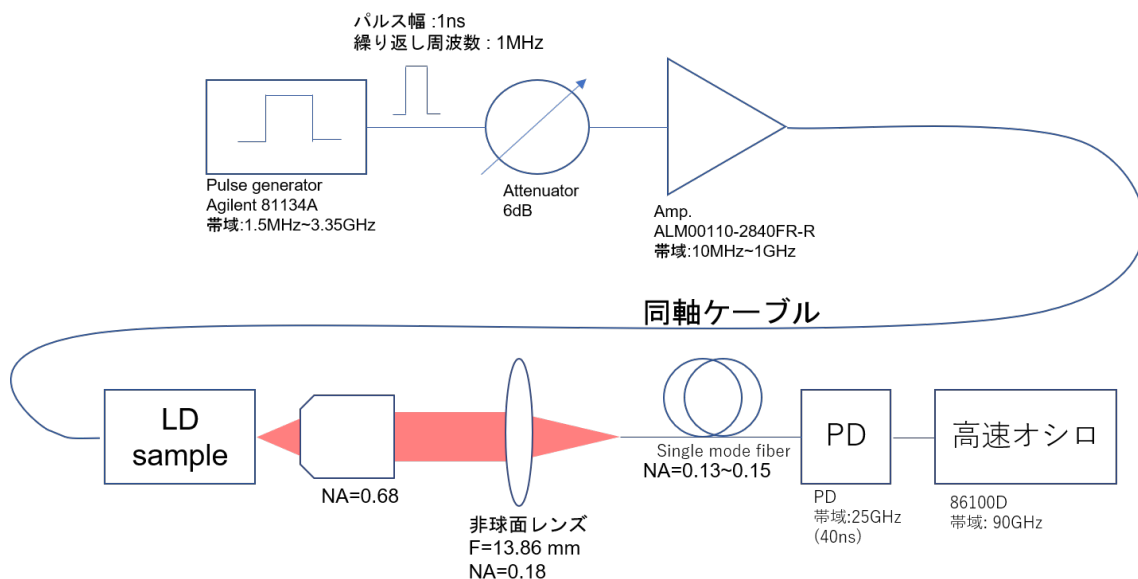 パルス幅 :1ns
繰り返し周波数 : 1MHz
Pulse generator
Agilent 81134A
帯域:1.5MHz~3.35GHz
Attenuator
6dB
Amp.
ALM00110-2840FR-R
帯域:10MHz~1GHz
同軸ケーブル
LD
sample
NA=0.68
非球面レンズ
F=13.86 mm
NA=0.18
Single mode fiber
NA=0.13~0.15
PD
PD
帯域:25GHz
(40ns)
高速オシロ
86100D
帯域: 90GHz